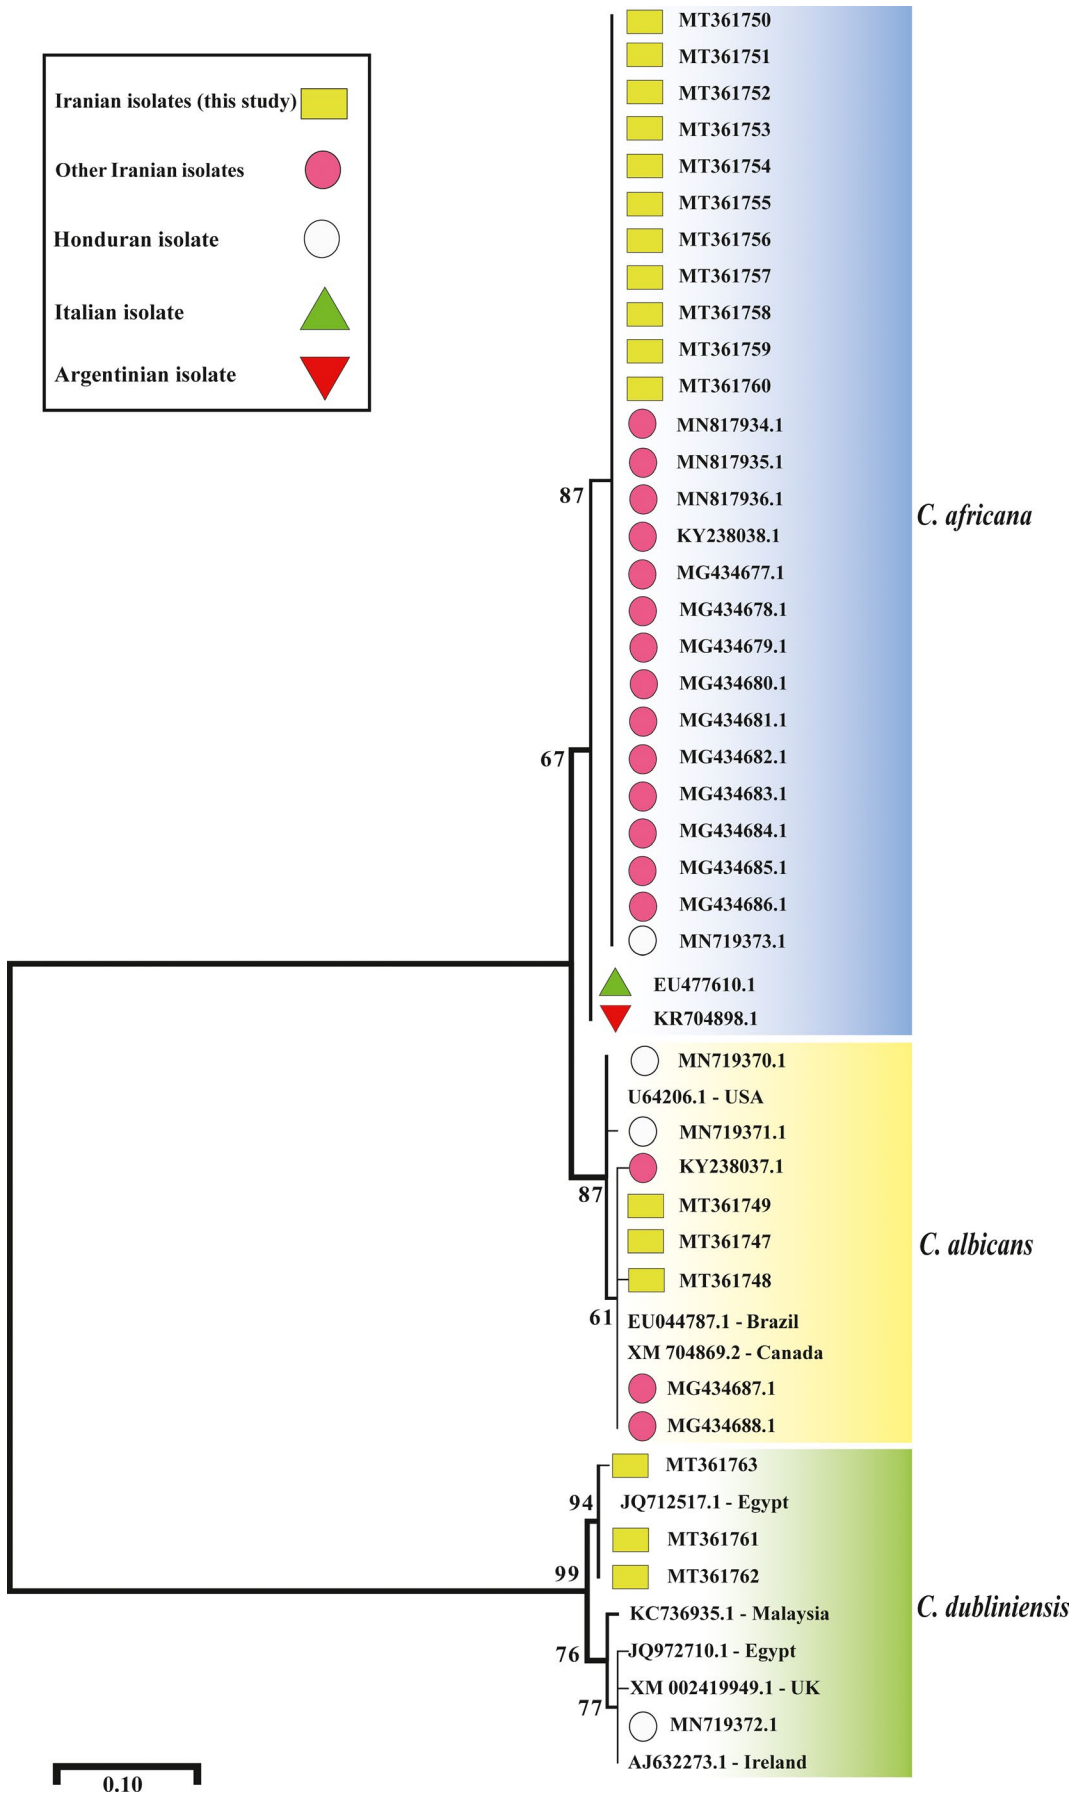 Iranian isolates (this study)
Other Iranian isolates
Honduran isolate
Italian isolate
Argentinian isolate
MT361750
MT361751
MT361752
MT361753
MT361754
MT361755
MT361756
MT361757
MT361758
MT361759
MT361760
MN817934.1
MN817935.1
MN817936.1
KY238038.1
MG434677.1
MG434678.1
MG434679.1
MG434680.1
MG434681.1
MG434682.1
MG434683.1
MG434684.1
MG434685.1
MG434686.1
MN719373.1
EU477610.1
KR704898.1
87
67
C. africana
MN719370.1
U64206.1 - USA
MN719371.1
KY238037.1
MT361749
MT361747
MT361748
EU044787.1 - Brazil
XM 704869.2 - Canada
MG434687.1
MG434688.1
87
61
C. albicans
MT361763
JQ712517.1 - Egypt
MT361761
MT361762
KC736935.1 - Malaysia
JQ972710.1 - Egypt
XM 002419949.1 - UK
MN719372.1
AJ632273.1 - Ireland
94
99
76
77
C. dubliniensis
0.10